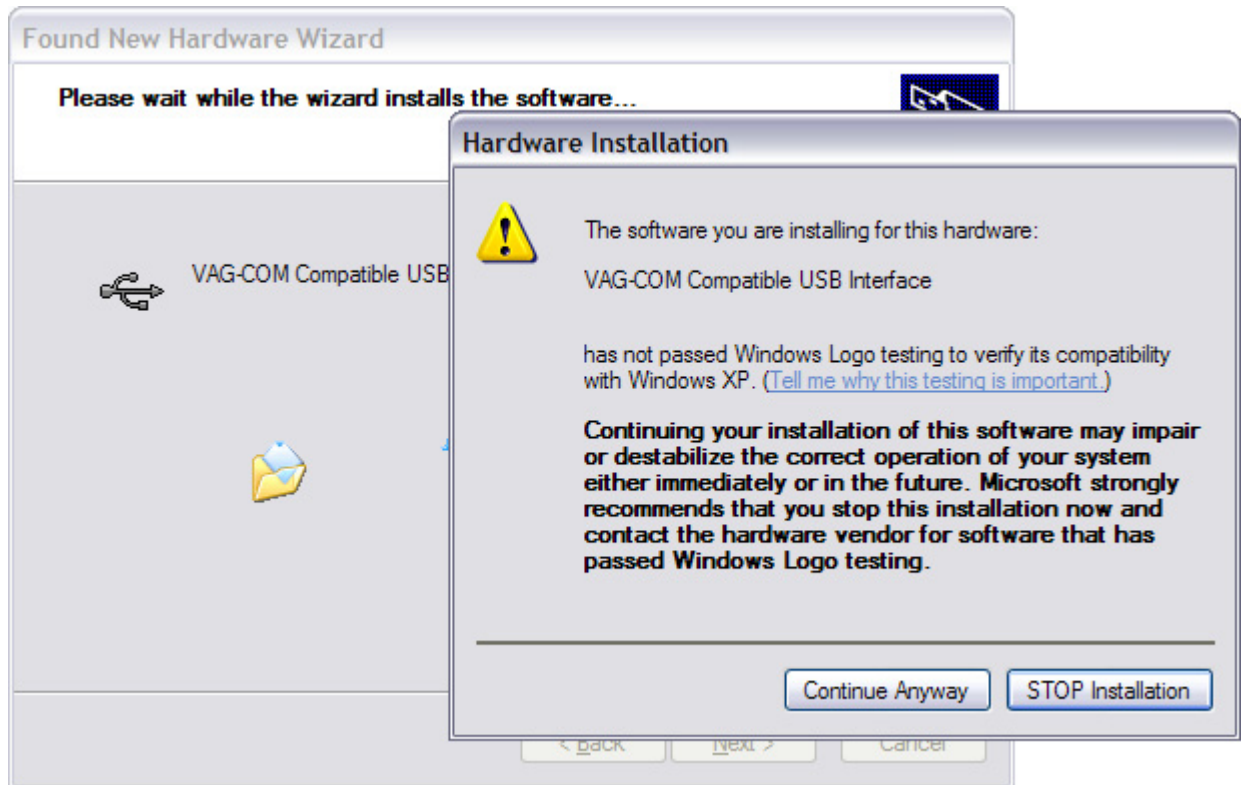 Found New Hardware Wizard
Please wait while the wizard installs the software...
VAG-COM Compatible USB
Hardware Installation
The software you are installing for this hardware:
VAG-COM Compatible USB Interface
has not passed Windows Logo testing to verify its compatibility
with Windows XP. (Tell me why this testing is important.)
Continuing your installation of this software may impair
or destabilize the correct operation of your system
either immediately or in the future. Microsoft strongly
recommends that you stop this installation now and
contact the hardware vendor for software that has
passed Windows Logo testing.
Continue Anyway
STOP Installation
< Back
Next >
Cancel